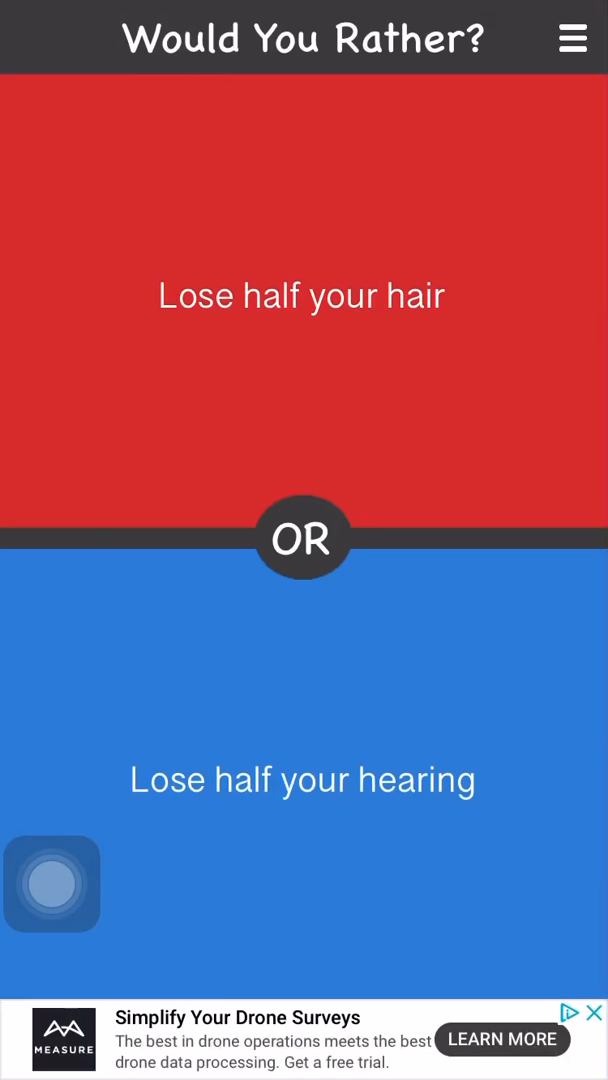 Would You Rather?
Lose half your hair
OR
Lose half your hearing
Simplify Your Drone Surveys
The best in drone operations meets the best
drone data processing. Get a free trial.
LEARN MORE
MEASURE